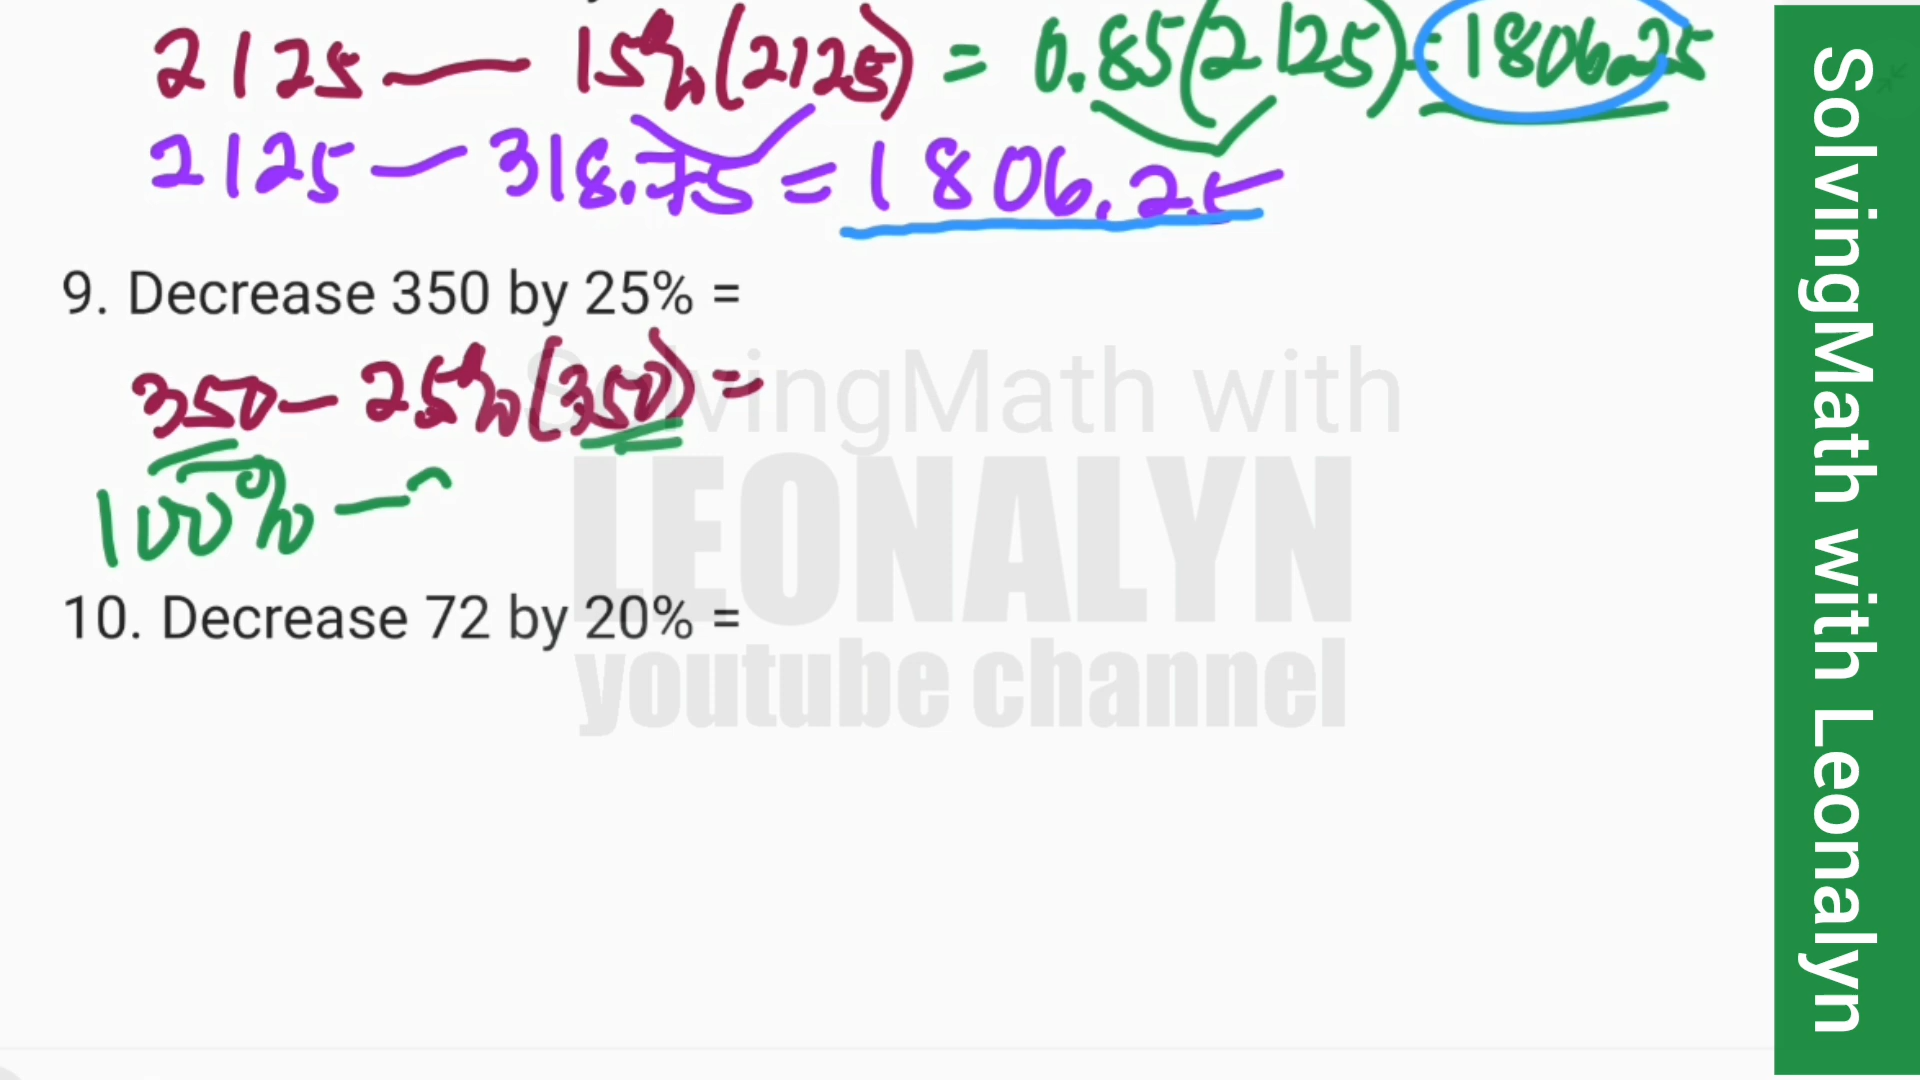 2125 — 15%(2125) = 0.85(2125) = 1806.25
2125 — 318.75 = 1806.25
9. Decrease 350 by 25% =
350 — 25%(350) =
100% —
10. Decrease 72 by 20% =
SolvingMath with
LEONALYN
youtube channel
SolvingMath with Leonalyn